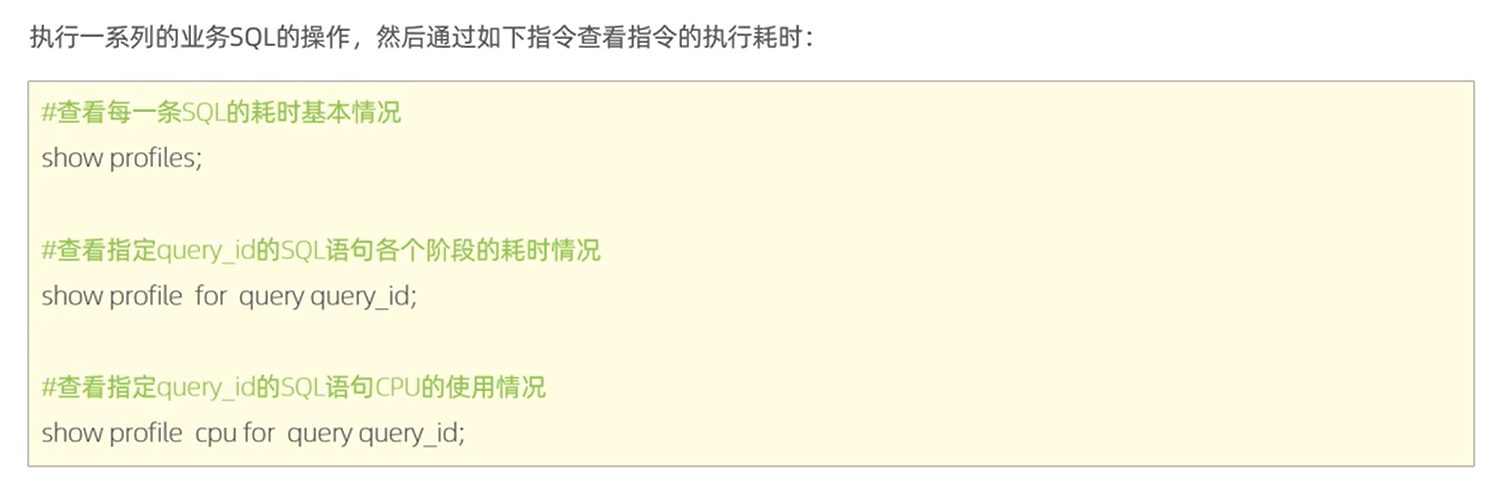 执行一系列的业务SQL的操作，然后通过如下指令查看指令的执行耗时：
#查看每一条SQL的耗时基本情况
show profiles;
#查看指定query_id的SQL语句各个阶段的耗时情况
show profile  for  query query_id;
#查看指定query_id的SQL语句CPU的使用情况
show profile  cpu for  query query_id;